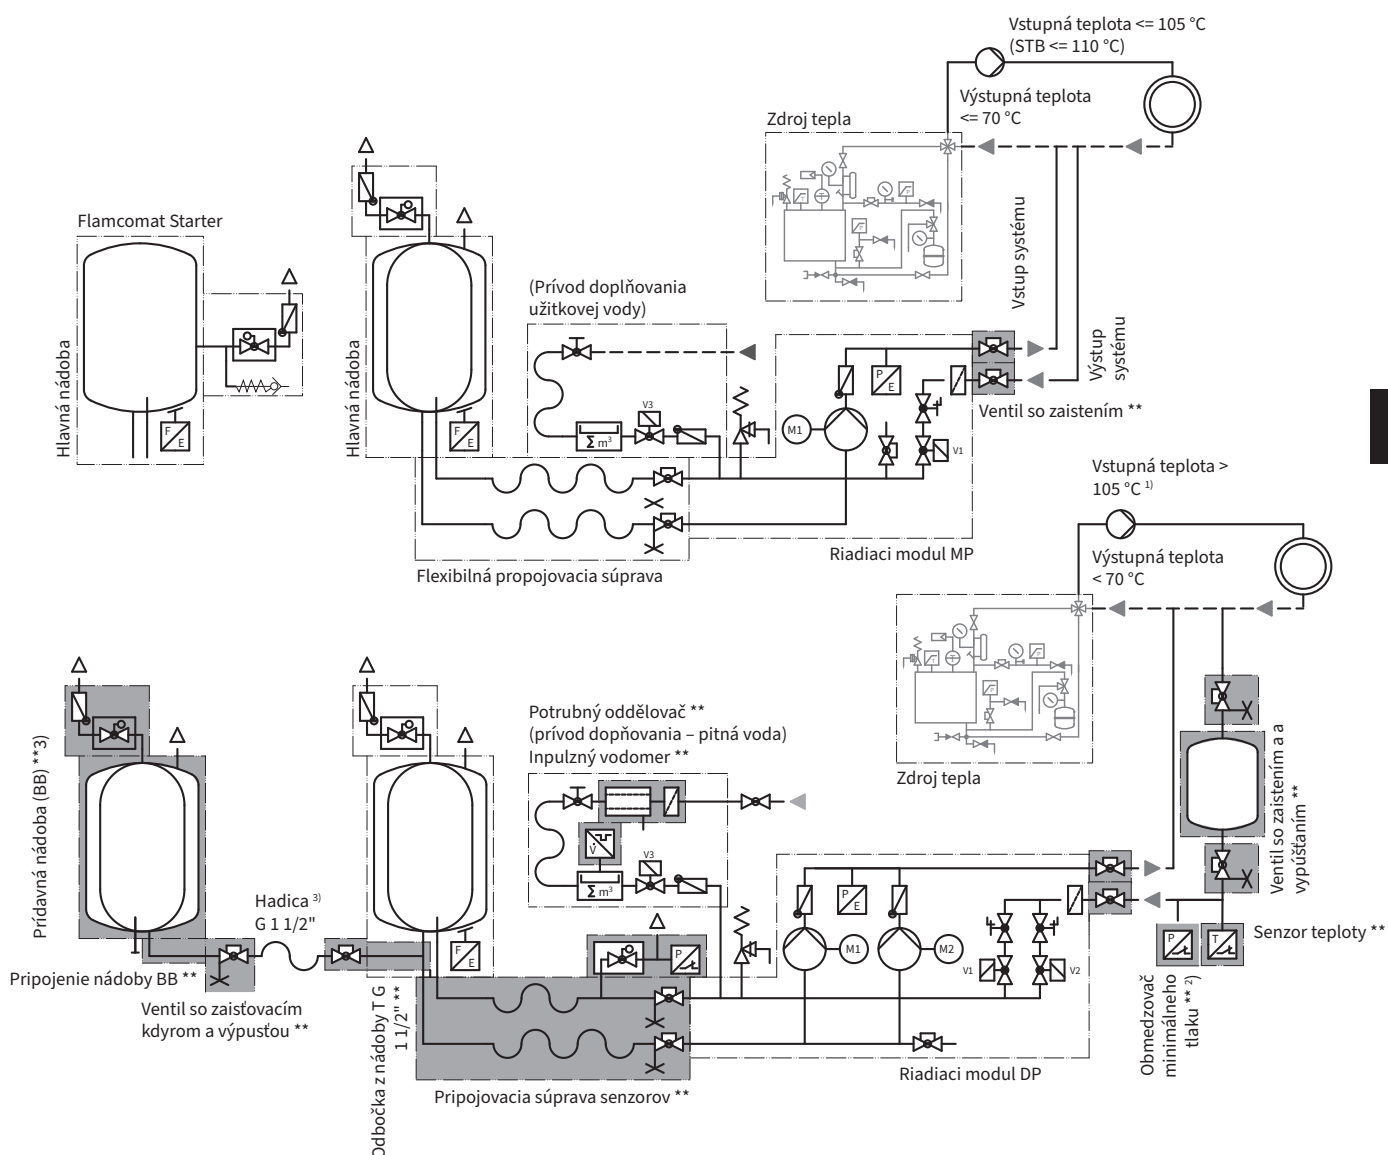 Vstupná teplota <= 105 °C
(STB <= 110 °C)
Výstupná teplota
<= 70 °C
Zdroj tepla
Flamcomat Starter
Hlavná nádoba
F
E
Hlavná nádoba
F
E
(Prívod doplňovania
užitkovej vody)
V3
Σ m³
M1
P
E
V1
Vstup systému
Výstup
systému
Ventil so zaistením **
Riadiaci modul MP
Flexibilná propojovacia súprava
Vstupná teplota >
105 °C 1)
Výstupná teplota
< 70 °C
Zdroj tepla
Prídavná nádoba (BB) **3)
Pripojenie nádoby BB **
Hadica 3)
G 1 1/2"
Ventil so zaisťovacím
kdyrom a výpusťou **
Odbočka z nádoby T G
1 1/2" **
F
E
Potrubný oddělovač **
(prívod dopňovania – pitná voda)
Inpulzný vodomer **
V̇
V3
Σ m³
P
P
E
M1
M2
V1
V2
Riadiaci modul DP
Pripojovacia súprava senzorov **
Ventil so zaistením a a
vypúšťaním **
P
T
Senzor teploty **
Obmedzovač
minimálneho
tlaku ** 2)